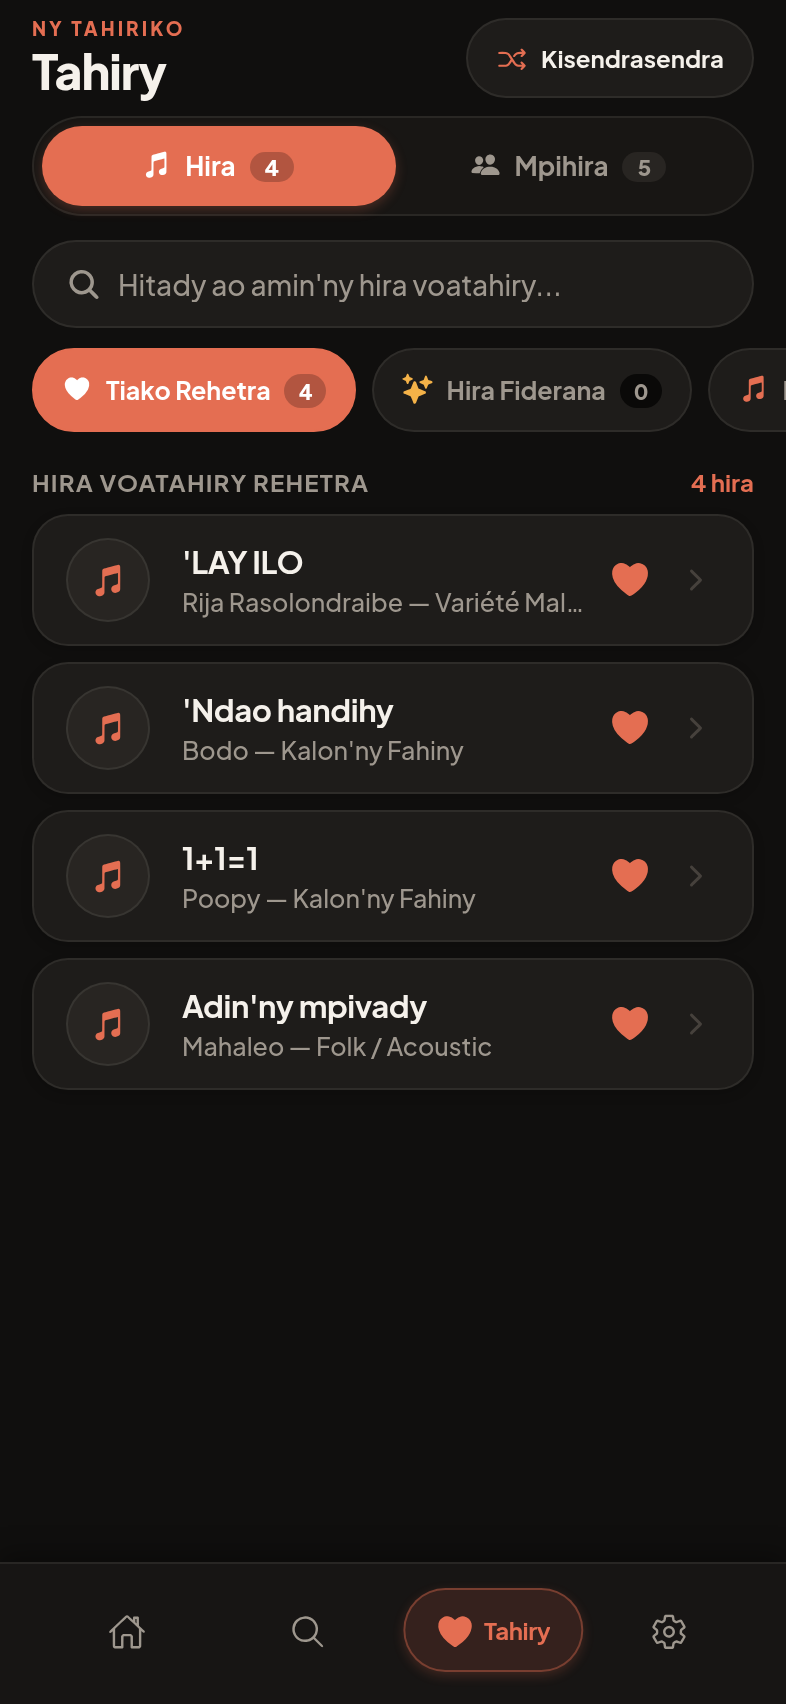 NY TAHIRIKO
Tahiry
Kisendrasendra
Hira 4
Mpihira 5
Hitady ao amin'ny hira voatahiry...
Tiako Rehetra 4
Hira Fiderana 0
HIRA VOATAHIRY REHETRA
4 hira
'LAY ILO
Rija Rasolondraibe — Variété Mal...
'Ndao handihy
Bodo — Kalon'ny Fahiny
1+1=1
Poopy — Kalon'ny Fahiny
Adin'ny mpivady
Mahaleo — Folk / Acoustic
Tahiry